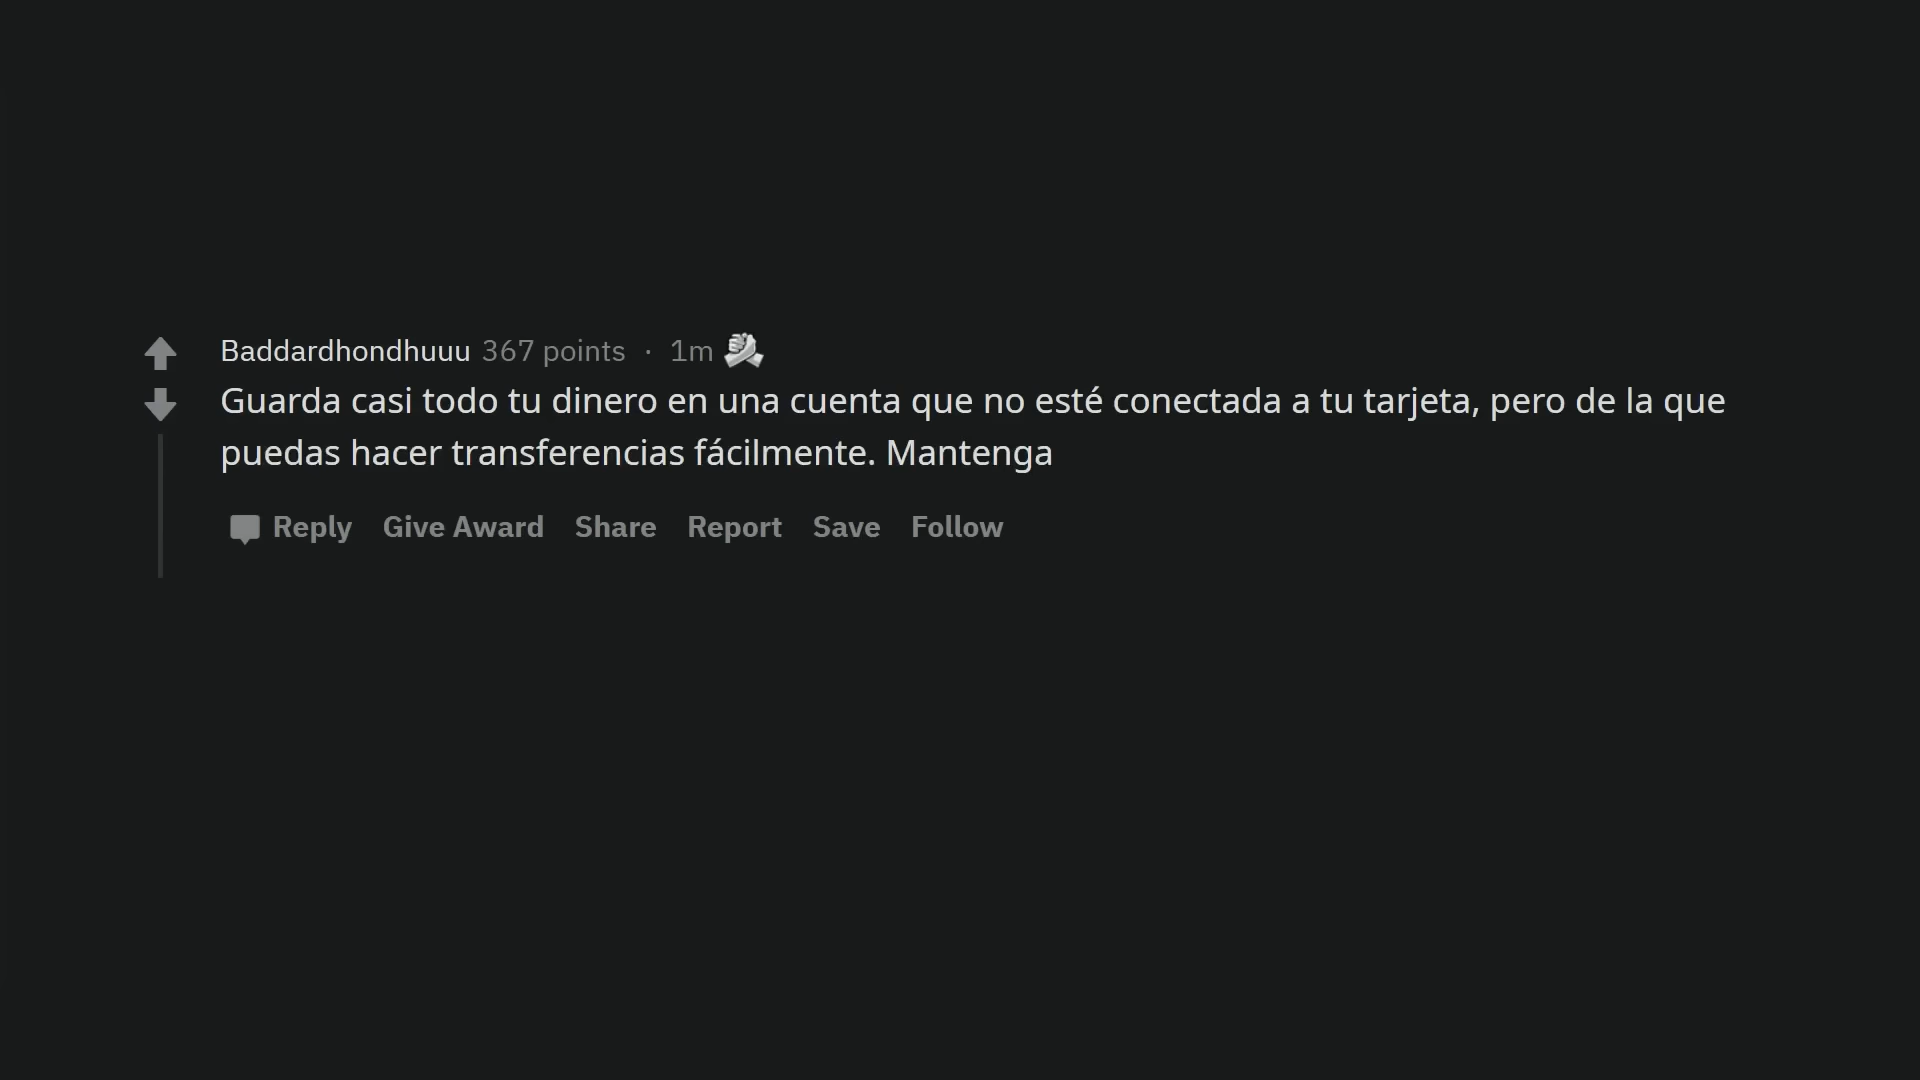 Baddardhondhuuu 367 points · 1m
Guarda casi todo tu dinero en una cuenta que no esté conectada a tu tarjeta, pero de la que
puedas hacer transferencias fácilmente. Mantenga
Reply Give Award Share Report Save Follow